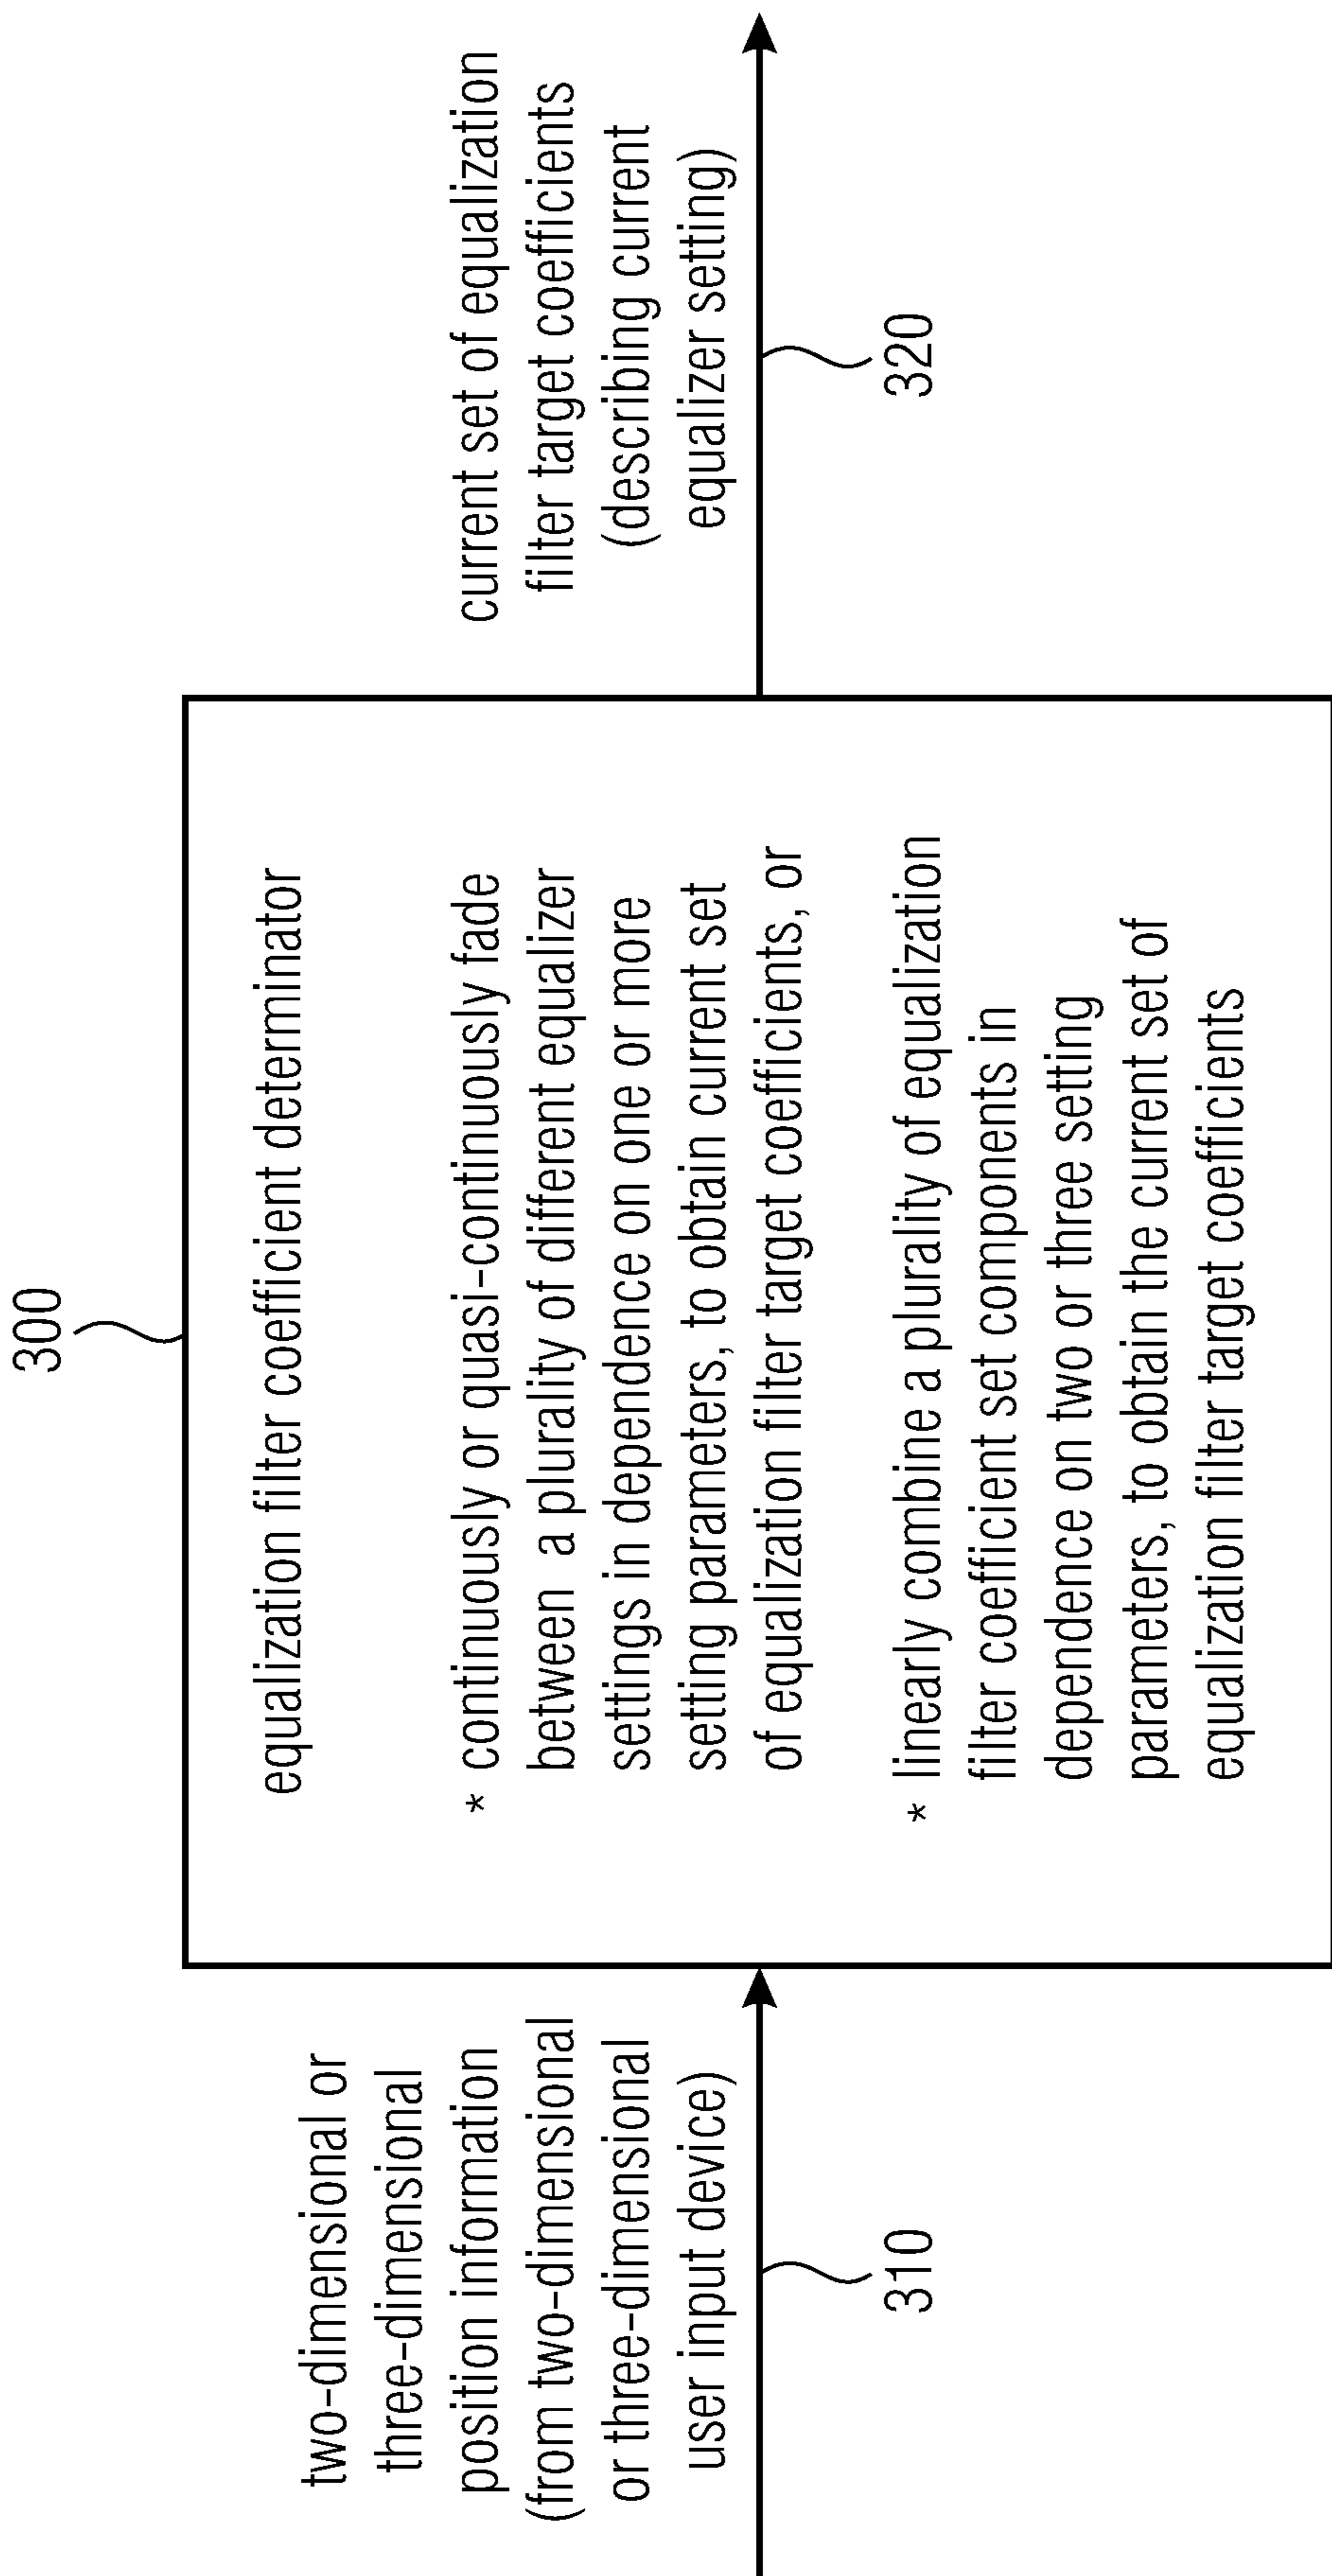 300
two-dimensional or
three-dimensional
position information
(from two-dimensional
or three-dimensional
user input device)
310
equalization filter coefficient determinator
* continuously or quasi-continuously fade
between a plurality of different equalizer
settings in dependence on one or more
setting parameters, to obtain current set
of equalization filter target coefficients, or
* linearly combine a plurality of equalization
filter coefficient set components in
dependence on two or three setting
parameters, to obtain the current set of
equalization filter target coefficients
current set of equalization
filter target coefficients
(describing current
equalizer setting)
320